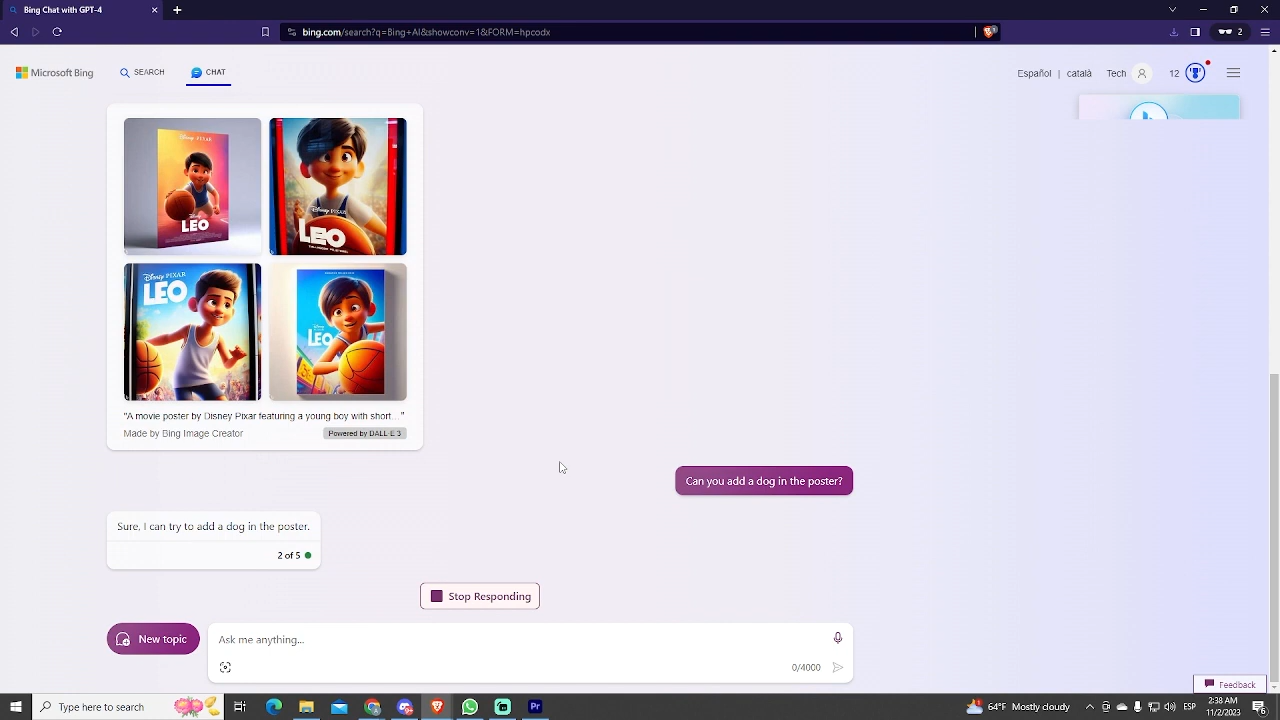 Bing Chat with GPT-4
bing.com/search?q=Bing+AI&showconv=1&FORM=hpcodx
2
Microsoft Bing
SEARCH
CHAT
Español | català
Tech
12
Disney PIXAR
LEO
Disney PIXAR
LEO
Disney PIXAR
LEO
LEO
"A movie poster by Disney Pixar featuring a young boy with short..."
Made by Bing Image Creator
Powered by DALL·E 3
Can you add a dog in the poster?
Sure, I can try to add a dog in the poster.
2 of 5
Stop Responding
New topic
Ask me anything...
0/4000
Feedback
Type here to search
64°F Mostly cloudy
ESP
2:38 AM
11/2/2023